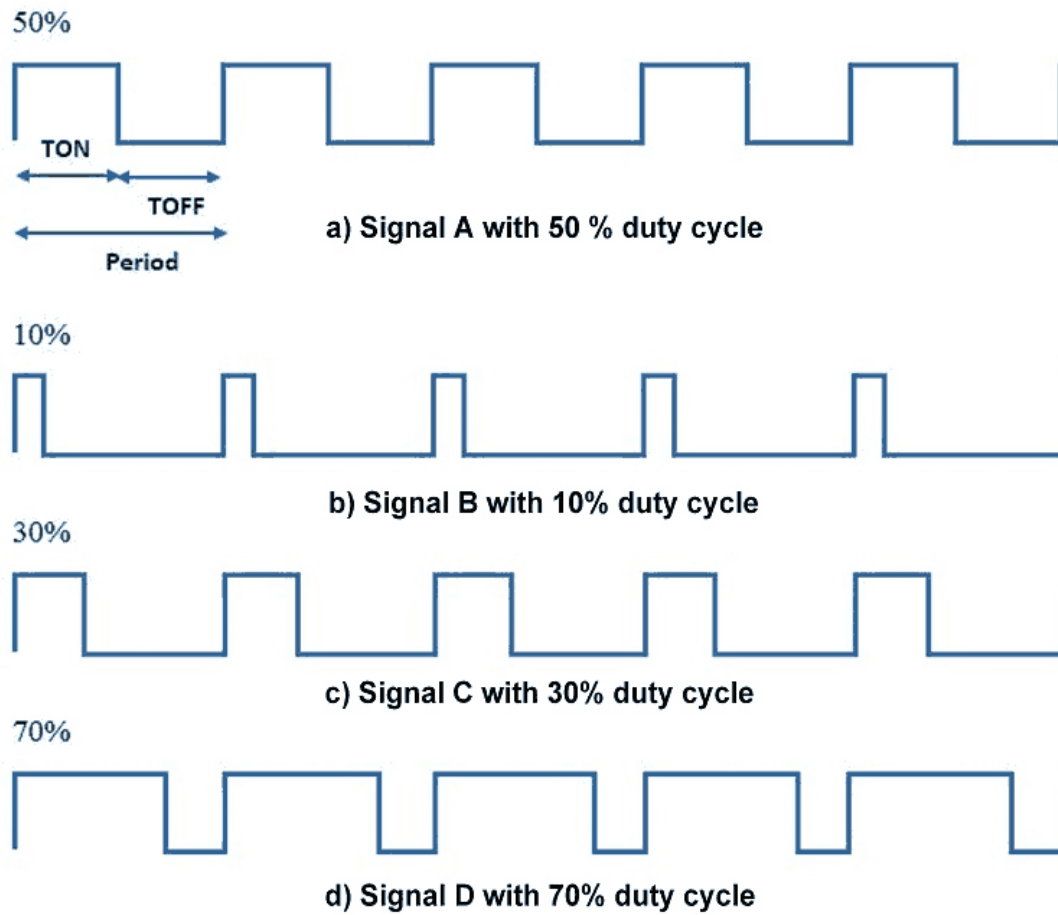 50%
TON
TOFF
a) Signal A with 50 % duty cycle
Period
10%
b) Signal B with 10% duty cycle
30%
c) Signal C with 30% duty cycle
70%
d) Signal D with 70% duty cycle